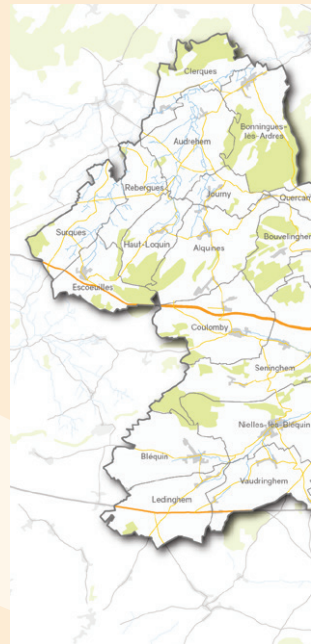 Clerques
Bonningues-
lès-Ardres
Audrehem
Rebergues
Journy
Surques
Haut-Loquin
Alquines
Escoeuilles
Coulomby
Seninghem
Nielles-lès-Bléquin
Bléquin
Vaudringhem
Ledinghem